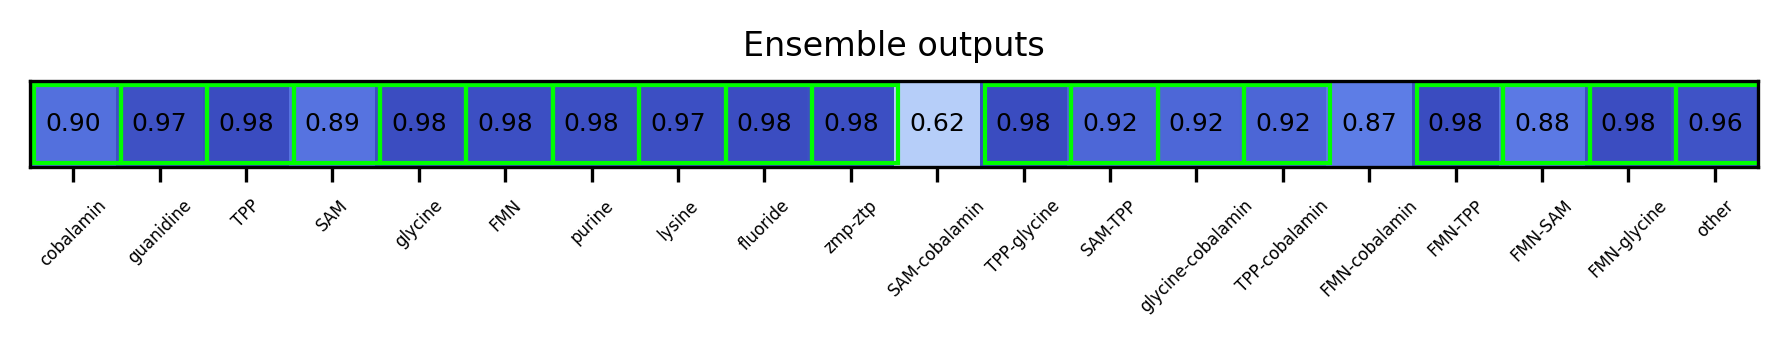 Ensemble outputs
0.90 0.97 0.98 0.89 0.98 0.98 0.98 0.97 0.98 0.98 0.62 0.98 0.92 0.92 0.92 0.87 0.98 0.88 0.98 0.96
cobalamin guanidine TPP SAM glycine FMN purine lysine fluoride zmp-ztp SAM-cobalamin TPP-glycine SAM-TPP glycine-cobalamin TPP-cobalamin FMN-cobalamin FMN-TPP FMN-SAM FMN-glycine other